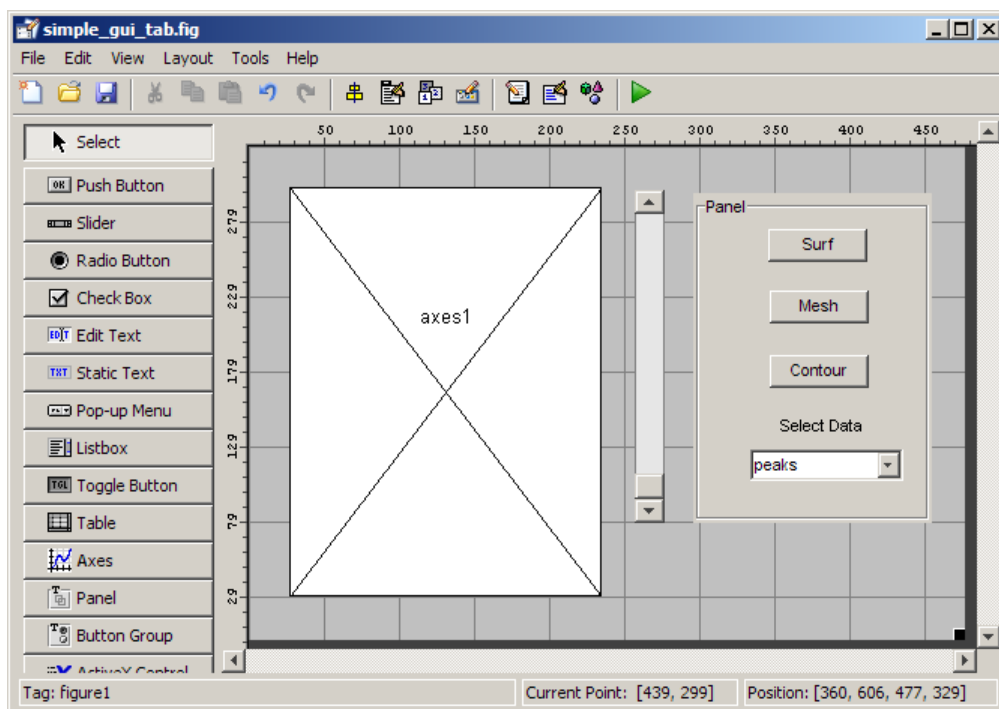 simple_gui_tab.fig
File Edit View Layout Tools Help
Select
Push Button
Slider
Radio Button
Check Box
Edit Text
Static Text
Pop-up Menu
Listbox
Toggle Button
Table
Axes
Panel
Button Group
ActiveX Control
50 100 150 200 250 300 350 400 450
279
229
179
129
79
29
axes1
Panel
Surf
Mesh
Contour
Select Data
peaks
Tag: figure1
Current Point: [439, 299]
Position: [360, 606, 477, 329]